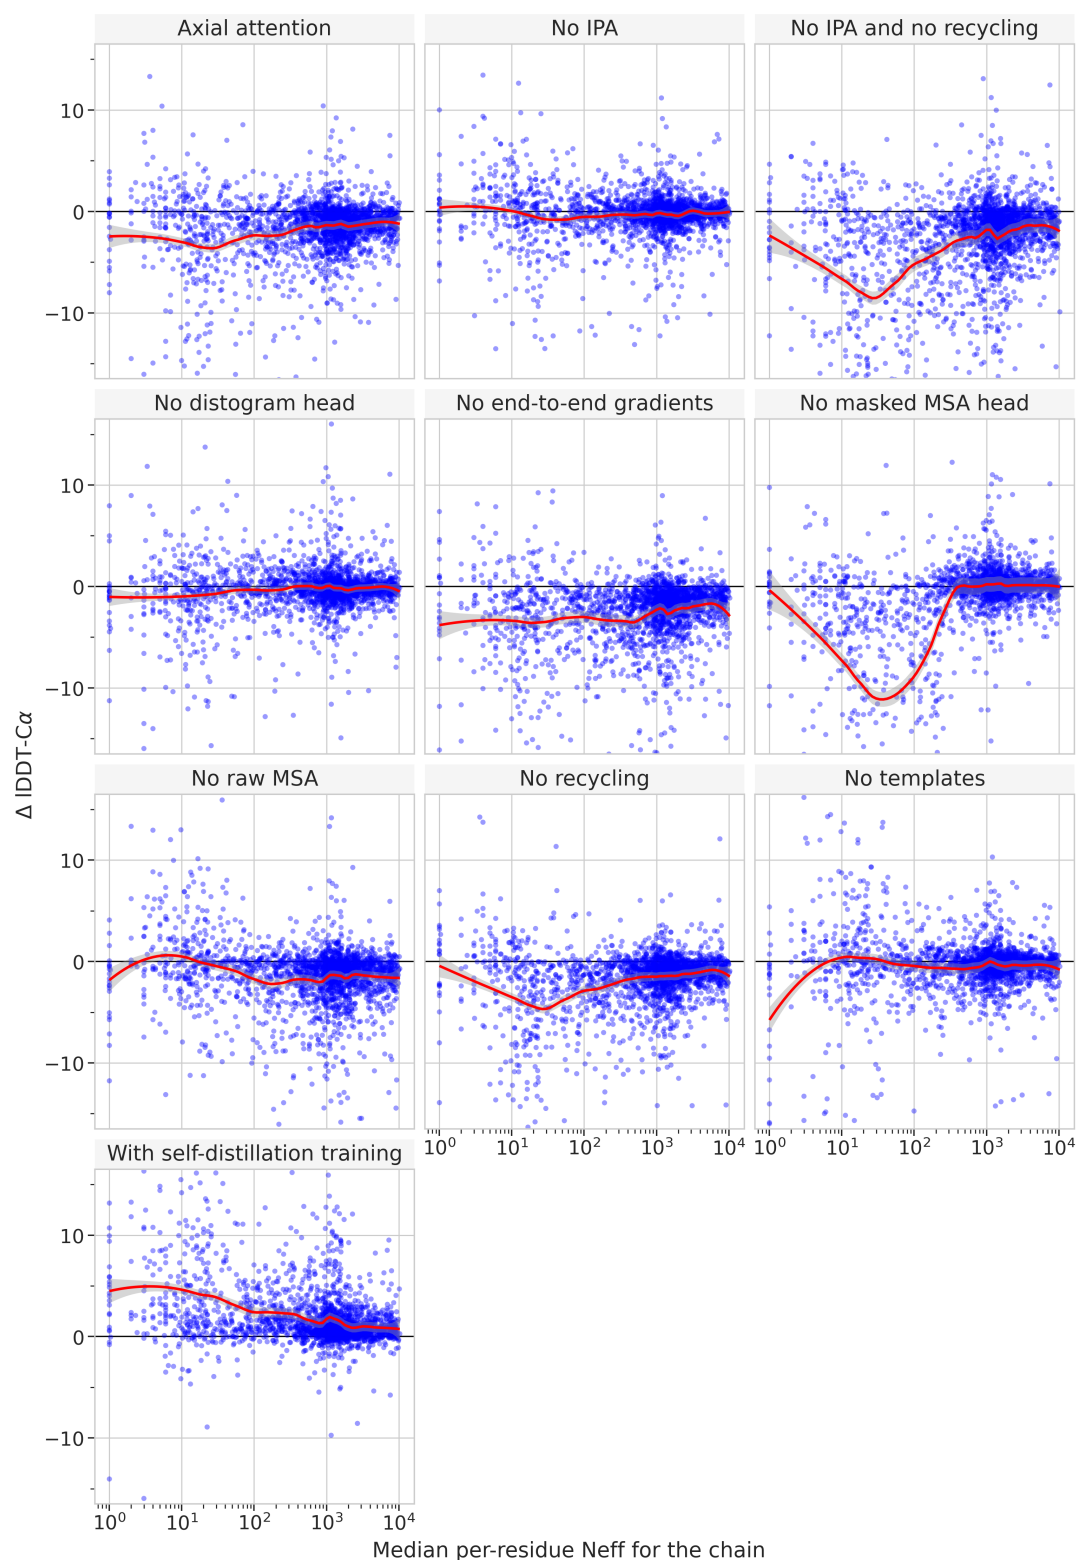 Axial attention
No IPA
No IPA and no recycling
10
0
−10
No distogram head
No end-to-end gradients
No masked MSA head
10
0
−10
Δ lDDT-Cα
No raw MSA
No recycling
No templates
10
0
−10
10⁰ 10¹ 10² 10³ 10⁴
10⁰ 10¹ 10² 10³ 10⁴
With self-distillation training
10
0
−10
10⁰ 10¹ 10² 10³ 10⁴
Median per-residue Neff for the chain